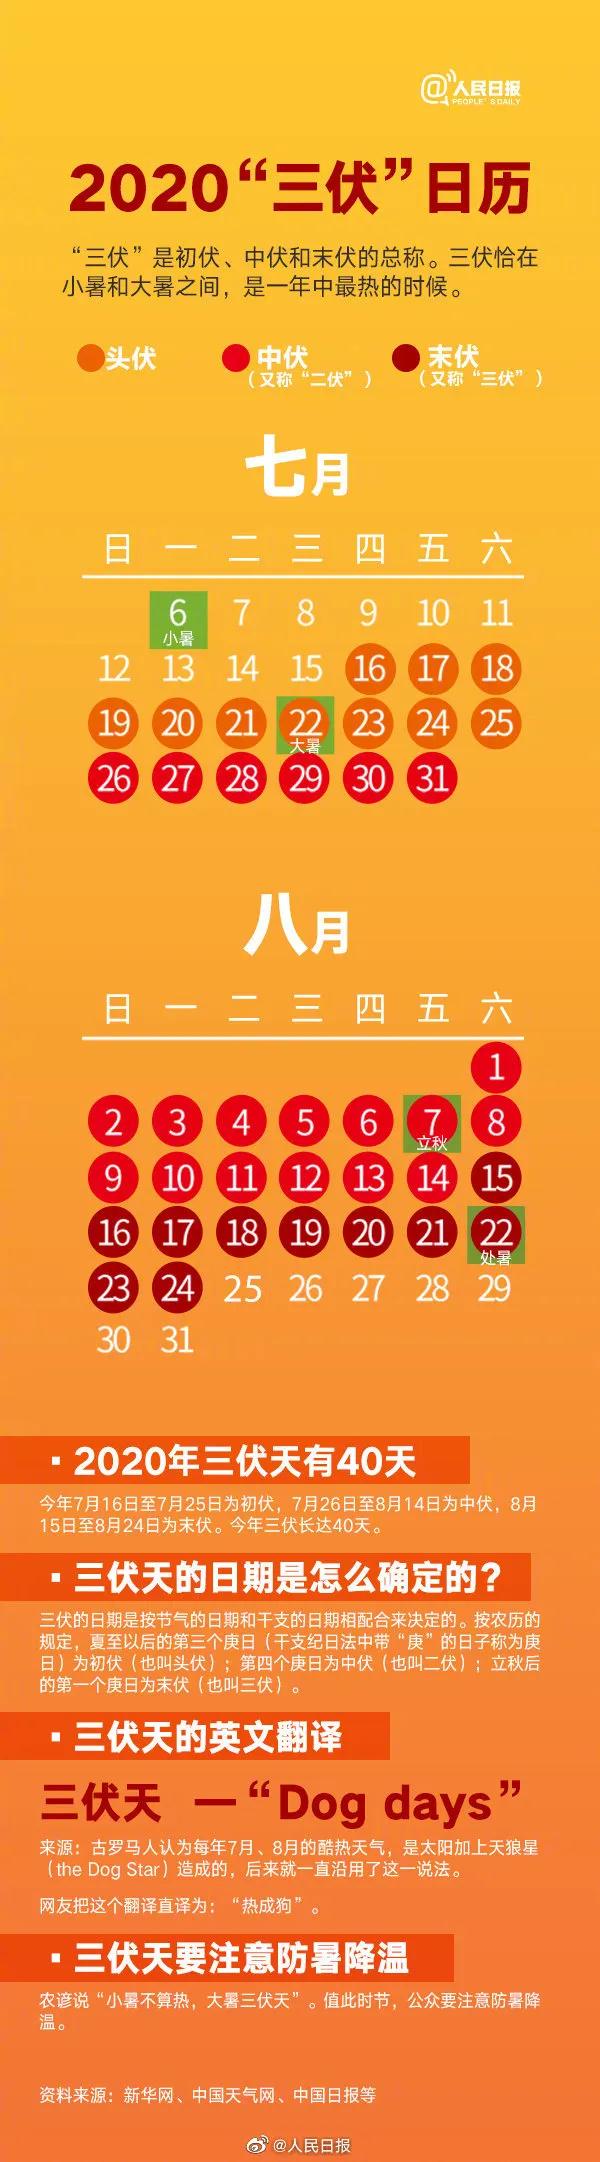 @人民日报
PEOPLE'S DAILY
2020“三伏”日历
“三伏”是初伏、中伏和末伏的总称。三伏恰在
小暑和大暑之间，是一年中最热的时候。
头伏 中伏 末伏
（又称“二伏”） （又称“三伏”）
七月
日 一 二 三 四 五 六
6 7 8 9 10 11
小暑
12 13 14 15 16 17 18
19 20 21 22 23 24 25
大暑
26 27 28 29 30 31
八月
日 一 二 三 四 五 六
1
2 3 4 5 6 7 8
立秋
9 10 11 12 13 14 15
16 17 18 19 20 21 22
处暑
23 24 25 26 27 28 29
30 31
· 2020年三伏天有40天
今年7月16日至7月25日为初伏，7月26日至8月14日为中伏，8月
15日至8月24日为末伏。今年三伏长达40天。
· 三伏天的日期是怎么确定的？
三伏的日期是按节气的日期和干支的日期相配合来决定的。按农历的
规定，夏至以后的第三个庚日（干支纪日法中带“庚”的日子称为庚
日）为初伏（也叫头伏）；第四个庚日为中伏（也叫二伏）；立秋后
的第一个庚日为末伏（也叫三伏）。
· 三伏天的英文翻译
三伏天 一“Dog days”
来源：古罗马人认为每年7月、8月的酷热天气，是太阳加上天狼星
（the Dog Star）造成的，后来就一直沿用了这一说法。
网友把这个翻译直译为：“热成狗”。
· 三伏天要注意防暑降温
农谚说“小暑不算热，大暑三伏天”。值此时节，公众要注意防暑降
温。
资料来源：新华网、中国天气网、中国日报等
@人民日报